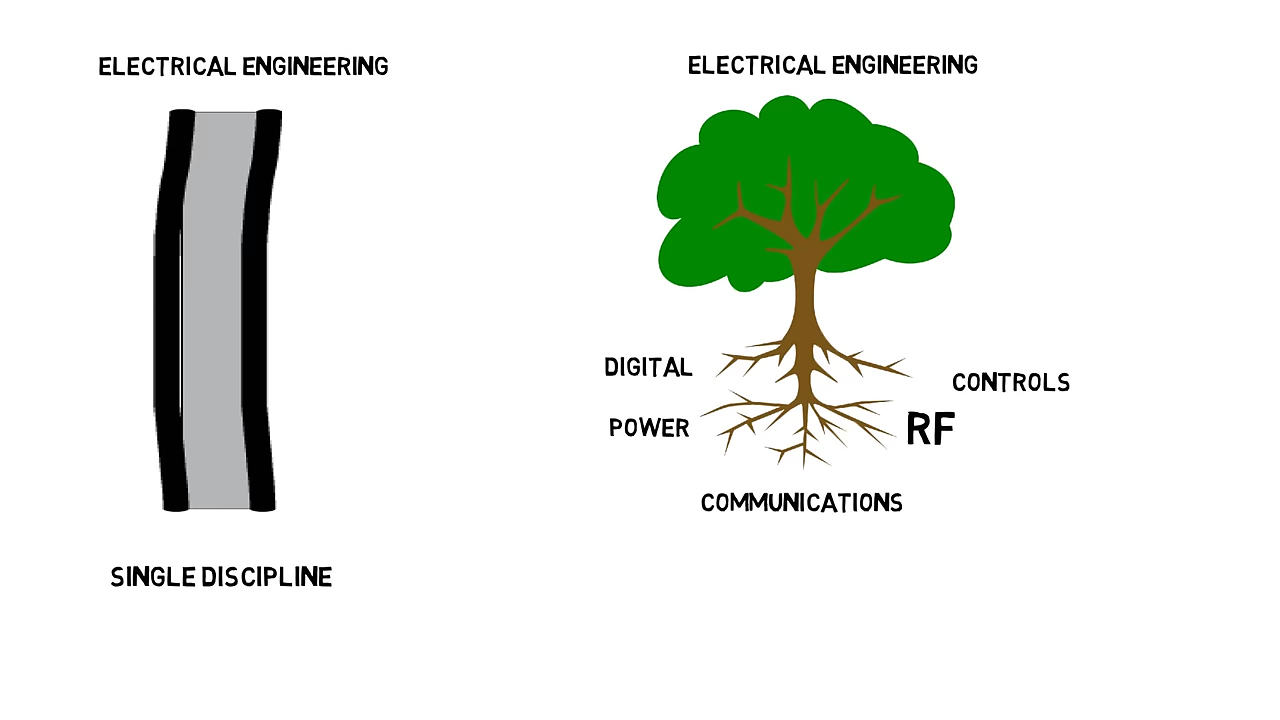 ELECTRICAL ENGINEERING
SINGLE DISCIPLINE
ELECTRICAL ENGINEERING
DIGITAL
CONTROLS
POWER
RF
COMMUNICATIONS